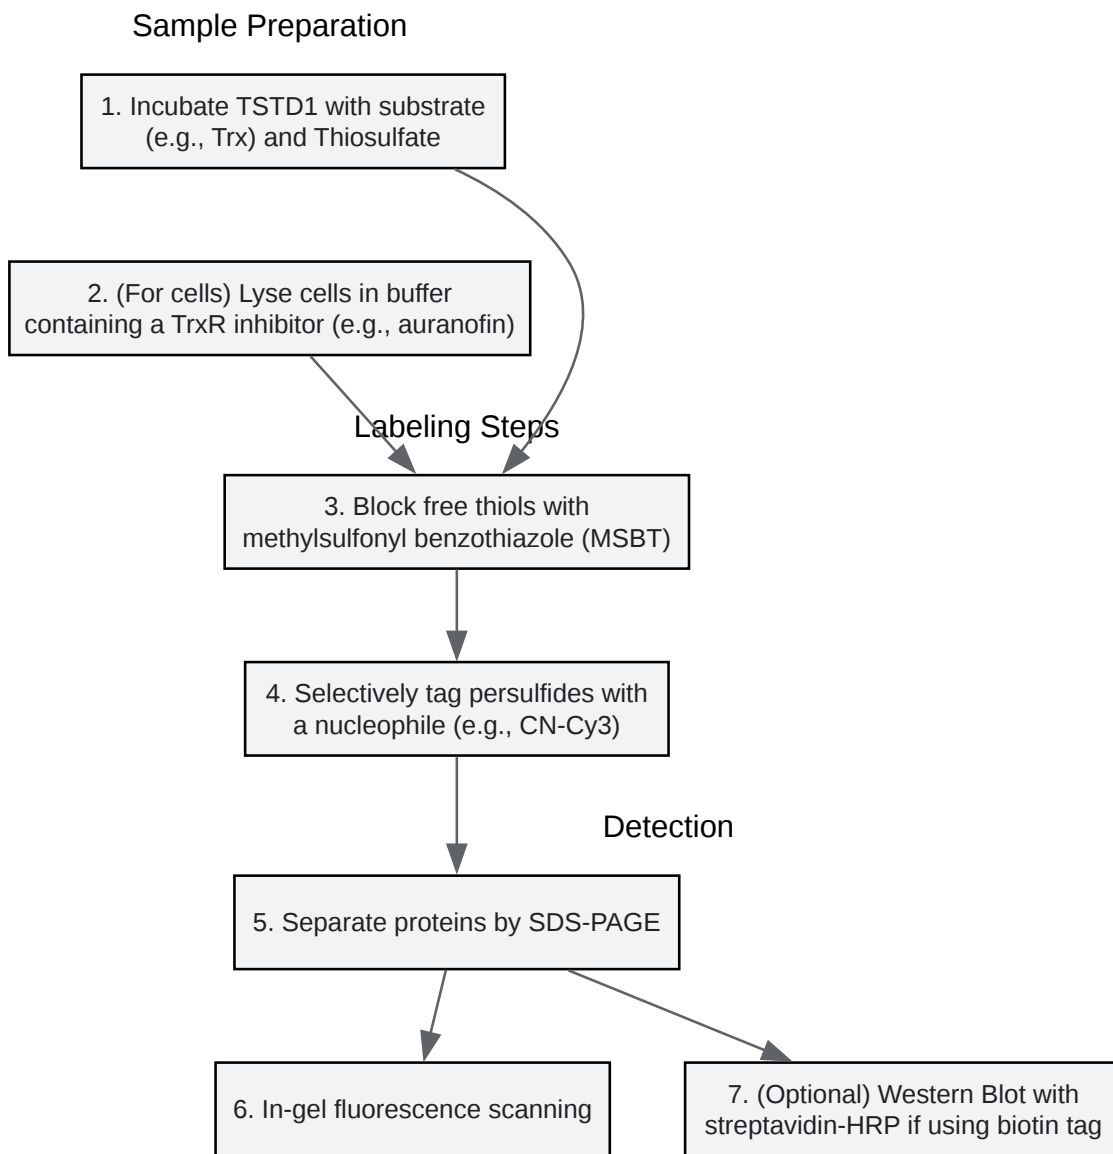 Sample Preparation
1. Incubate TSTD1 with substrate
(e.g., Trx) and Thiosulfate
2. (For cells) Lyse cells in buffer
containing a TrxR inhibitor (e.g., auranofin)
Labeling Steps
3. Block free thiols with
methylsulfonyl benzothiazole (MSBT)
4. Selectively tag persulfides with
a nucleophile (e.g., CN-Cy3)
Detection
5. Separate proteins by SDS-PAGE
6. In-gel fluorescence scanning
7. (Optional) Western Blot with
streptavidin-HRP if using biotin tag